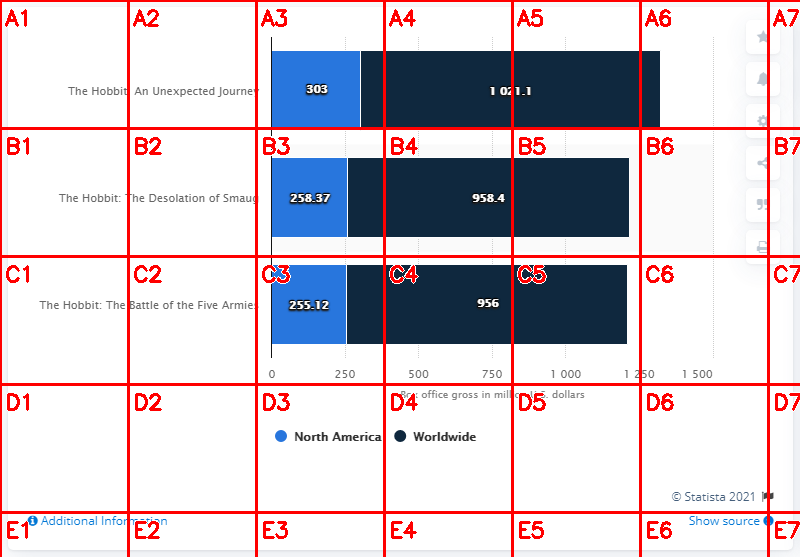 The Hobbit: An Unexpected Journey
303
1 021.1
The Hobbit: The Desolation of Smaug
258.37
958.4
The Hobbit: The Battle of the Five Armies
255.12
956
0 250 500 750 1 000 1 250 1 500
Box office gross in million U.S. dollars
North America Worldwide
© Statista 2021
Additional Information
Show source
A1 A2 A3 A4 A5 A6 A7
B1 B2 B3 B4 B5 B6 B7
C1 C2 C3 C4 C5 C6 C7
D1 D2 D3 D4 D5 D6 D7
E1 E2 E3 E4 E5 E6 E7